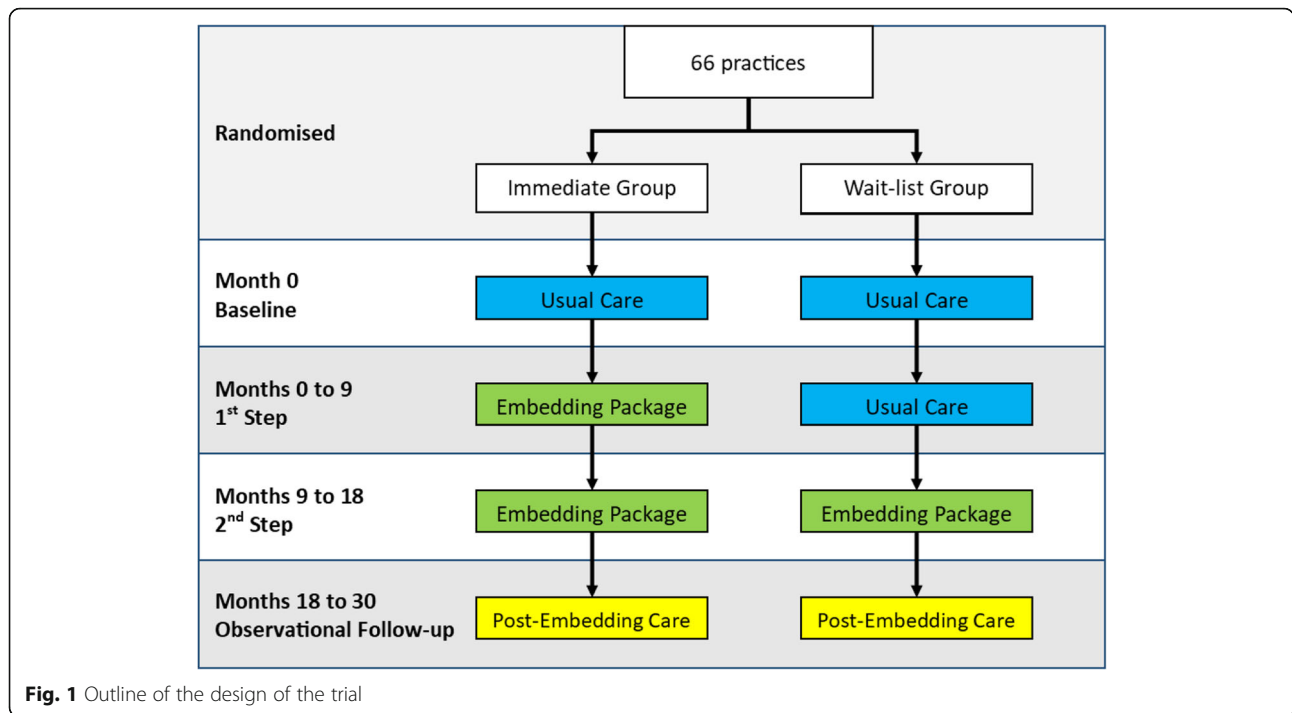 66 practices
Randomised
Immediate Group
Wait-list Group
Month 0
Baseline
Usual Care
Usual Care
Months 0 to 9
1st Step
Embedding Package
Usual Care
Months 9 to 18
2nd Step
Embedding Package
Embedding Package
Months 18 to 30
Observational Follow-up
Post-Embedding Care
Post-Embedding Care
Fig. 1 Outline of the design of the trial